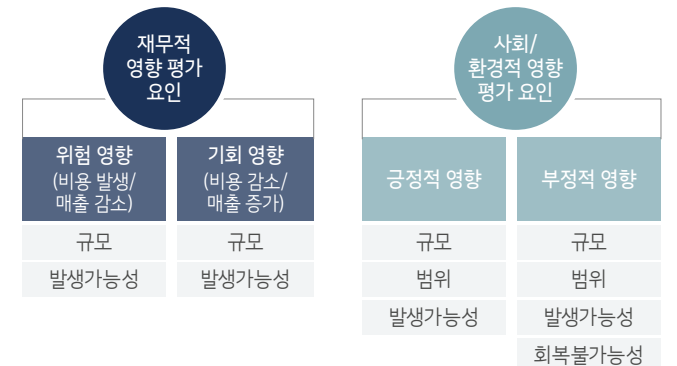 재무적
영향 평가
요인
위험 영향
(비용 발생/
매출 감소)
규모
발생가능성
기회 영향
(비용 감소/
매출 증가)
규모
발생가능성
사회/
환경적 영향
평가 요인
긍정적 영향
규모
범위
발생가능성
부정적 영향
규모
범위
발생가능성
회복불가능성